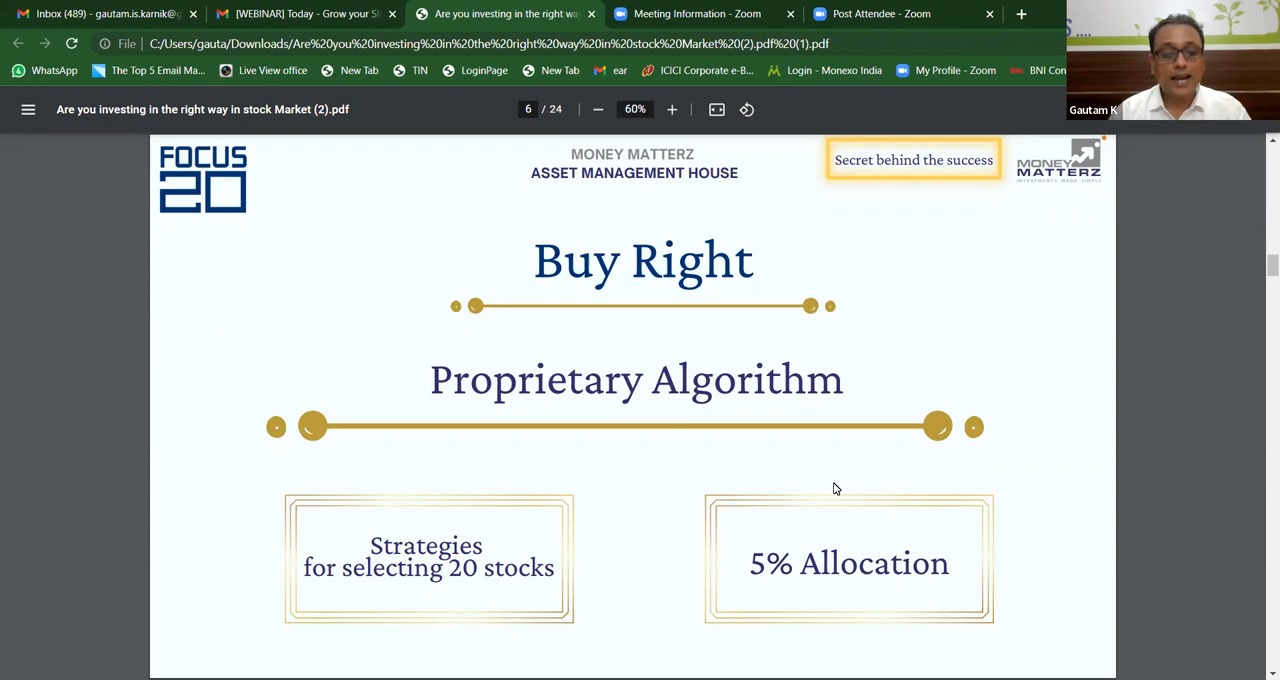 Inbox (489) - gautam.is.karnik@g
[WEBINAR] Today - Grow your SI
Are you investing in the right wa
Meeting Information - Zoom
Post Attendee - Zoom
File
C:/Users/gauta/Downloads/Are%20you%20investing%20in%20the%20right%20way%20in%20stock%20Market%20(2).pdf%20(1).pdf
WhatsApp
The Top 5 Email Ma...
Live View office
New Tab
TIN
LoginPage
New Tab
ear
ICICI Corporate e-B...
Login - Monexo India
My Profile - Zoom
BNI Con
Gautam K
Are you investing in the right way in stock Market (2).pdf
6 / 24
60%
FOCUS
20
MONEY MATTERZ
ASSET MANAGEMENT HOUSE
Secret behind the success
MONEY
MATTERZ
INVESTMENTS MADE SIMPLE
Buy Right
Proprietary Algorithm
Strategies
for selecting 20 stocks
5% Allocation